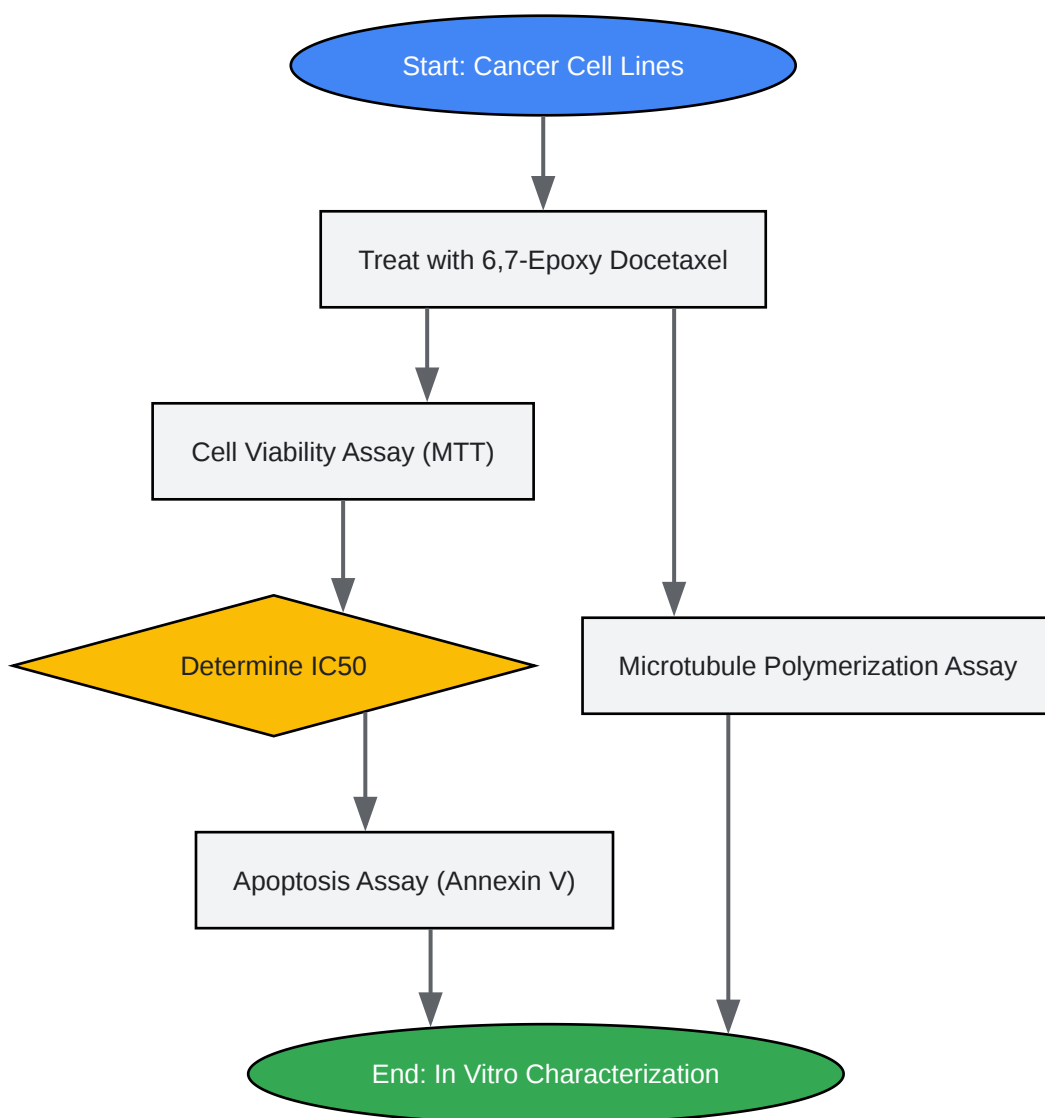 Start: Cancer Cell Lines
Treat with 6,7-Epoxy Docetaxel
Cell Viability Assay (MTT)
Determine IC50
Microtubule Polymerization Assay
Apoptosis Assay (Annexin V)
End: In Vitro Characterization